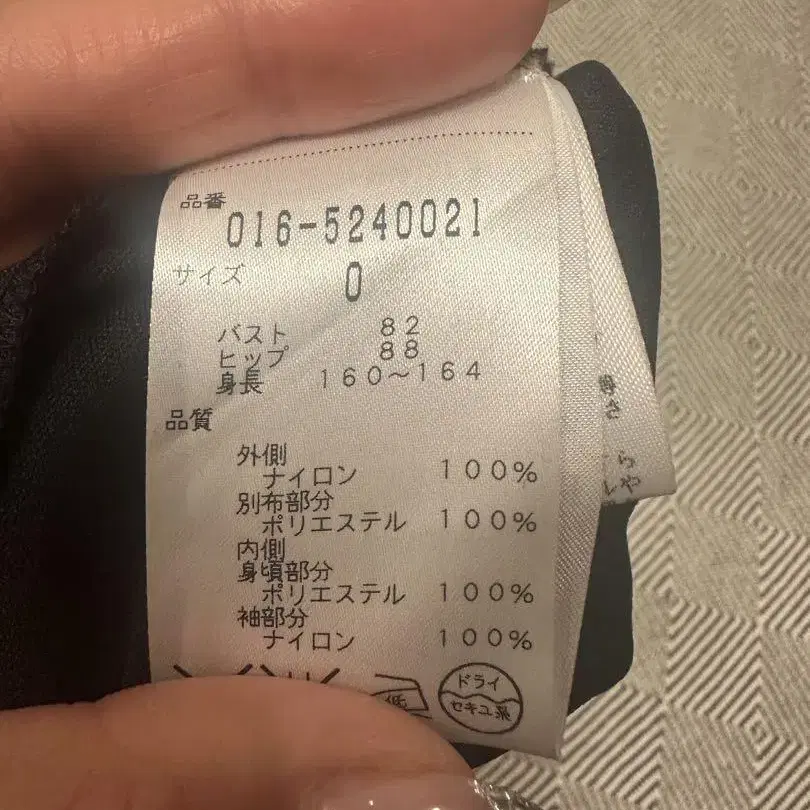 品番
016-5240021
サイズ 0
バスト 82
ヒップ 88
身長 160〜164
品質
外側
ナイロン 100%
別布部分
ポリエステル 100%
内側
身頃部分
ポリエステル 100%
袖部分
ナイロン 100%
低
ドライ
セキユ系